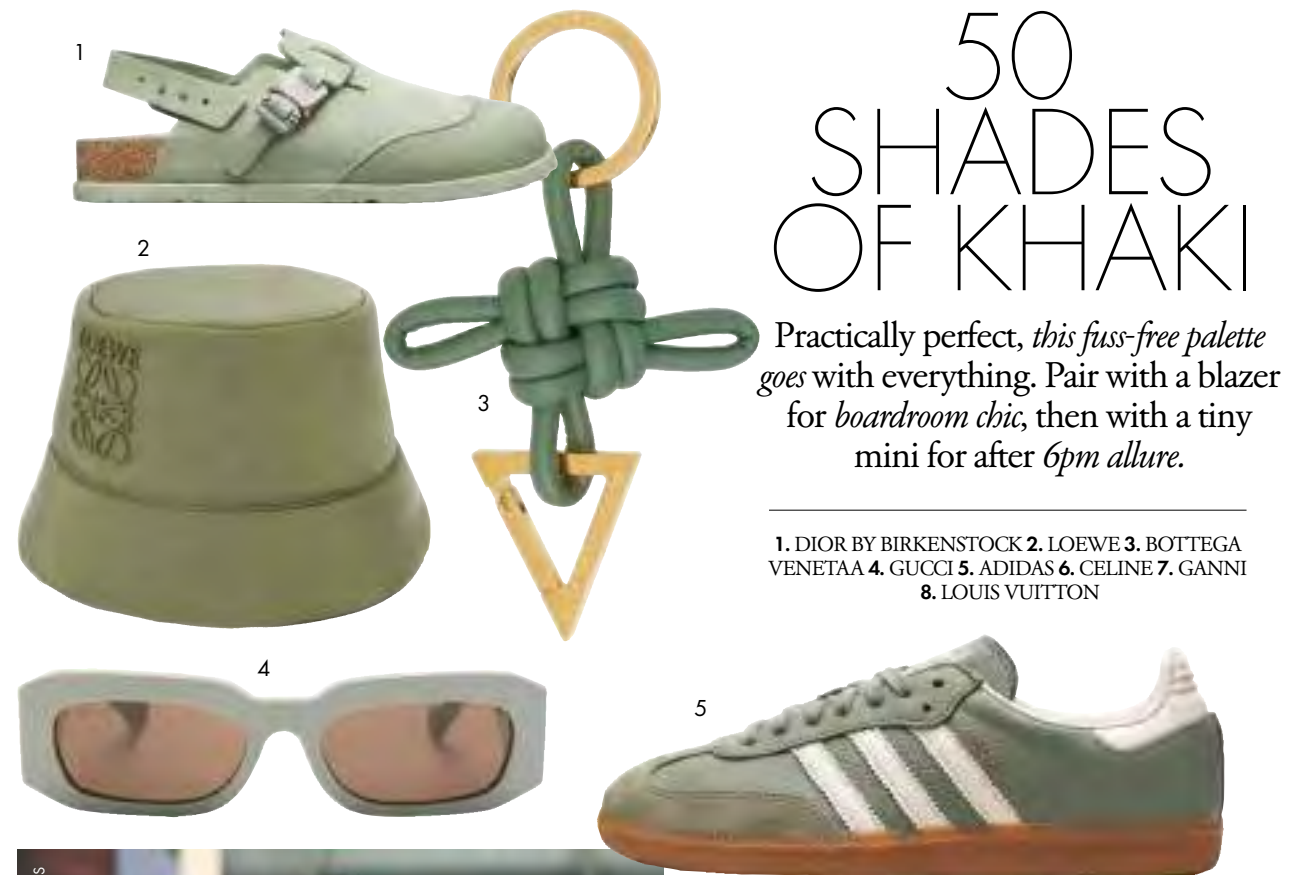 50
SHADES
OF KHAKI
Practically perfect, this fuss-free palette
goes with everything. Pair with a blazer
for boardroom chic, then with a tiny
mini for after 6pm allure.
1. DIOR BY BIRKENSTOCK 2. LOEWE 3. BOTTEGA
VENETAA 4. GUCCI 5. ADIDAS 6. CELINE 7. GANNI
8. LOUIS VUITTON
1
2
LOEWE
3
4
5